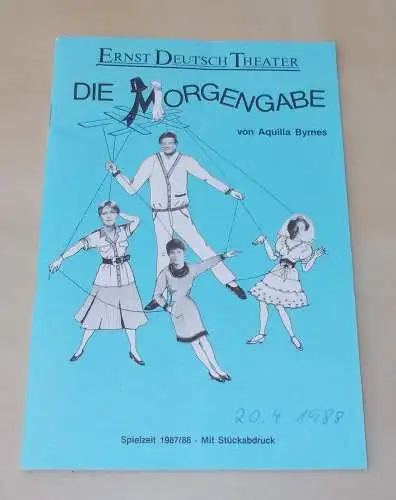 ERNST DEUTSCH THEATER
DIE MORGENGABE
von Aquilla Byrnes
20.4.1988
Spielzeit 1987/88 - Mit Stückabdruck